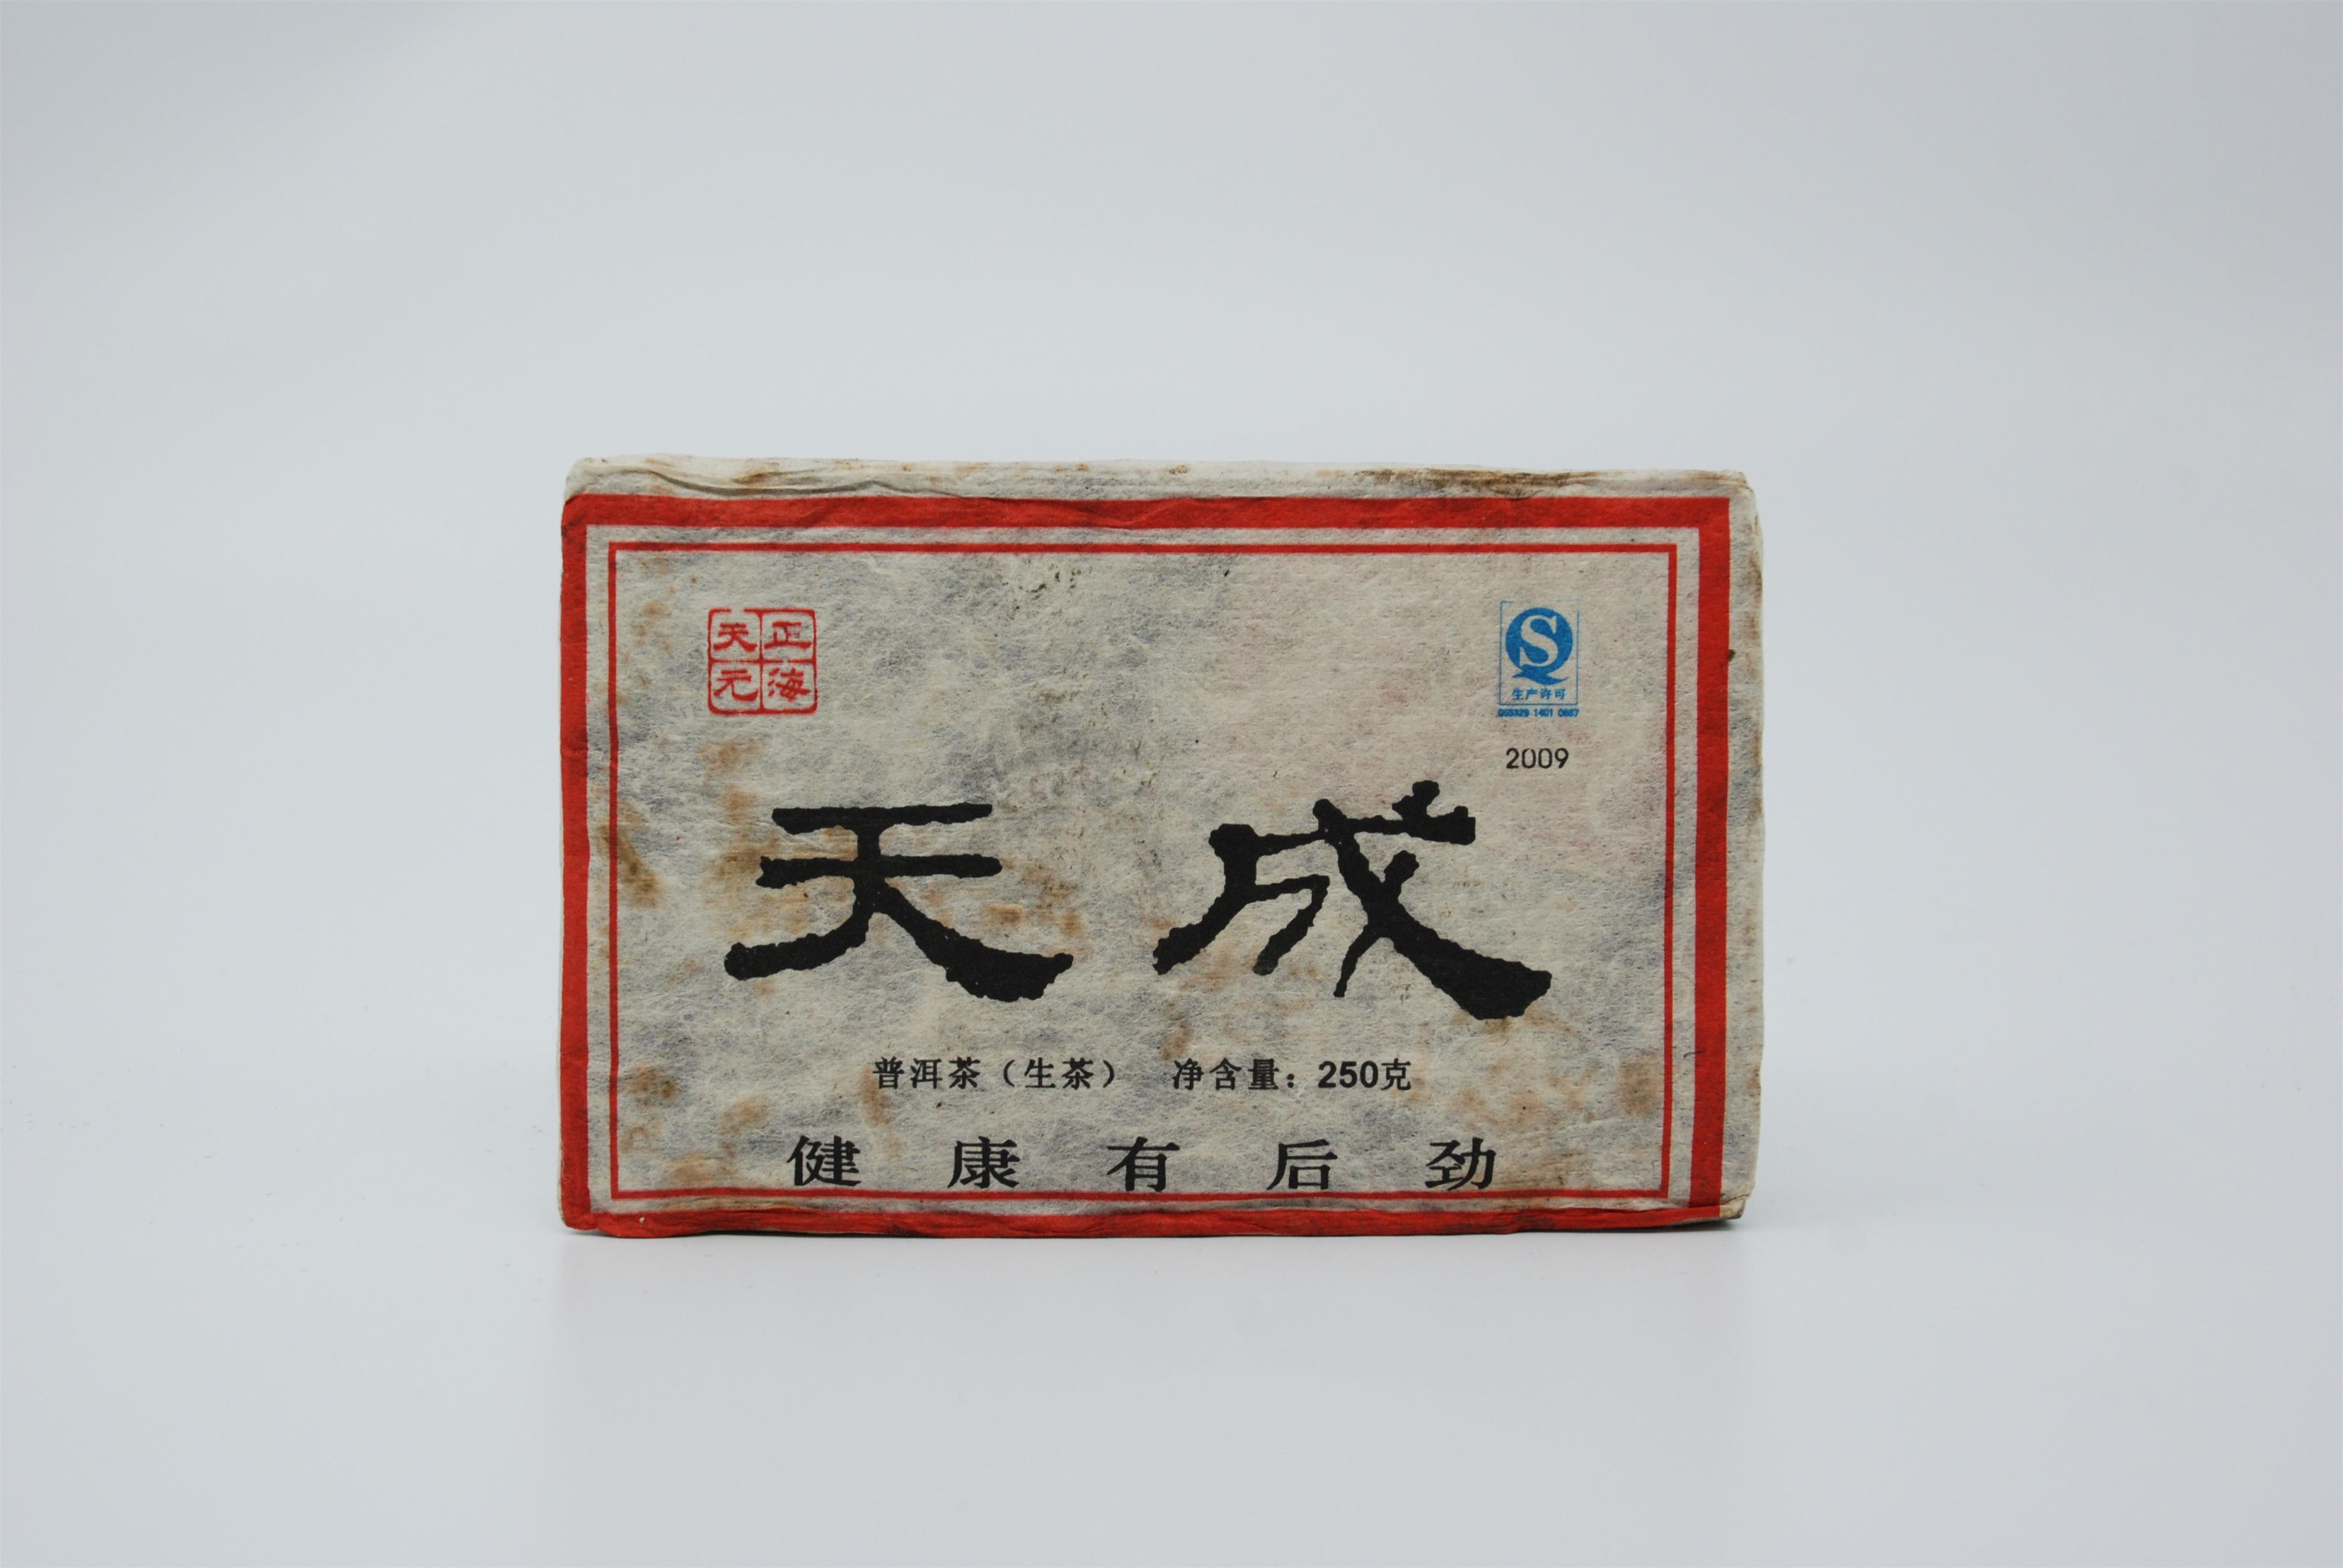 正海
天元
S
生产许可
2009
天成
普洱茶（生茶） 净含量：250克
健康有后劲